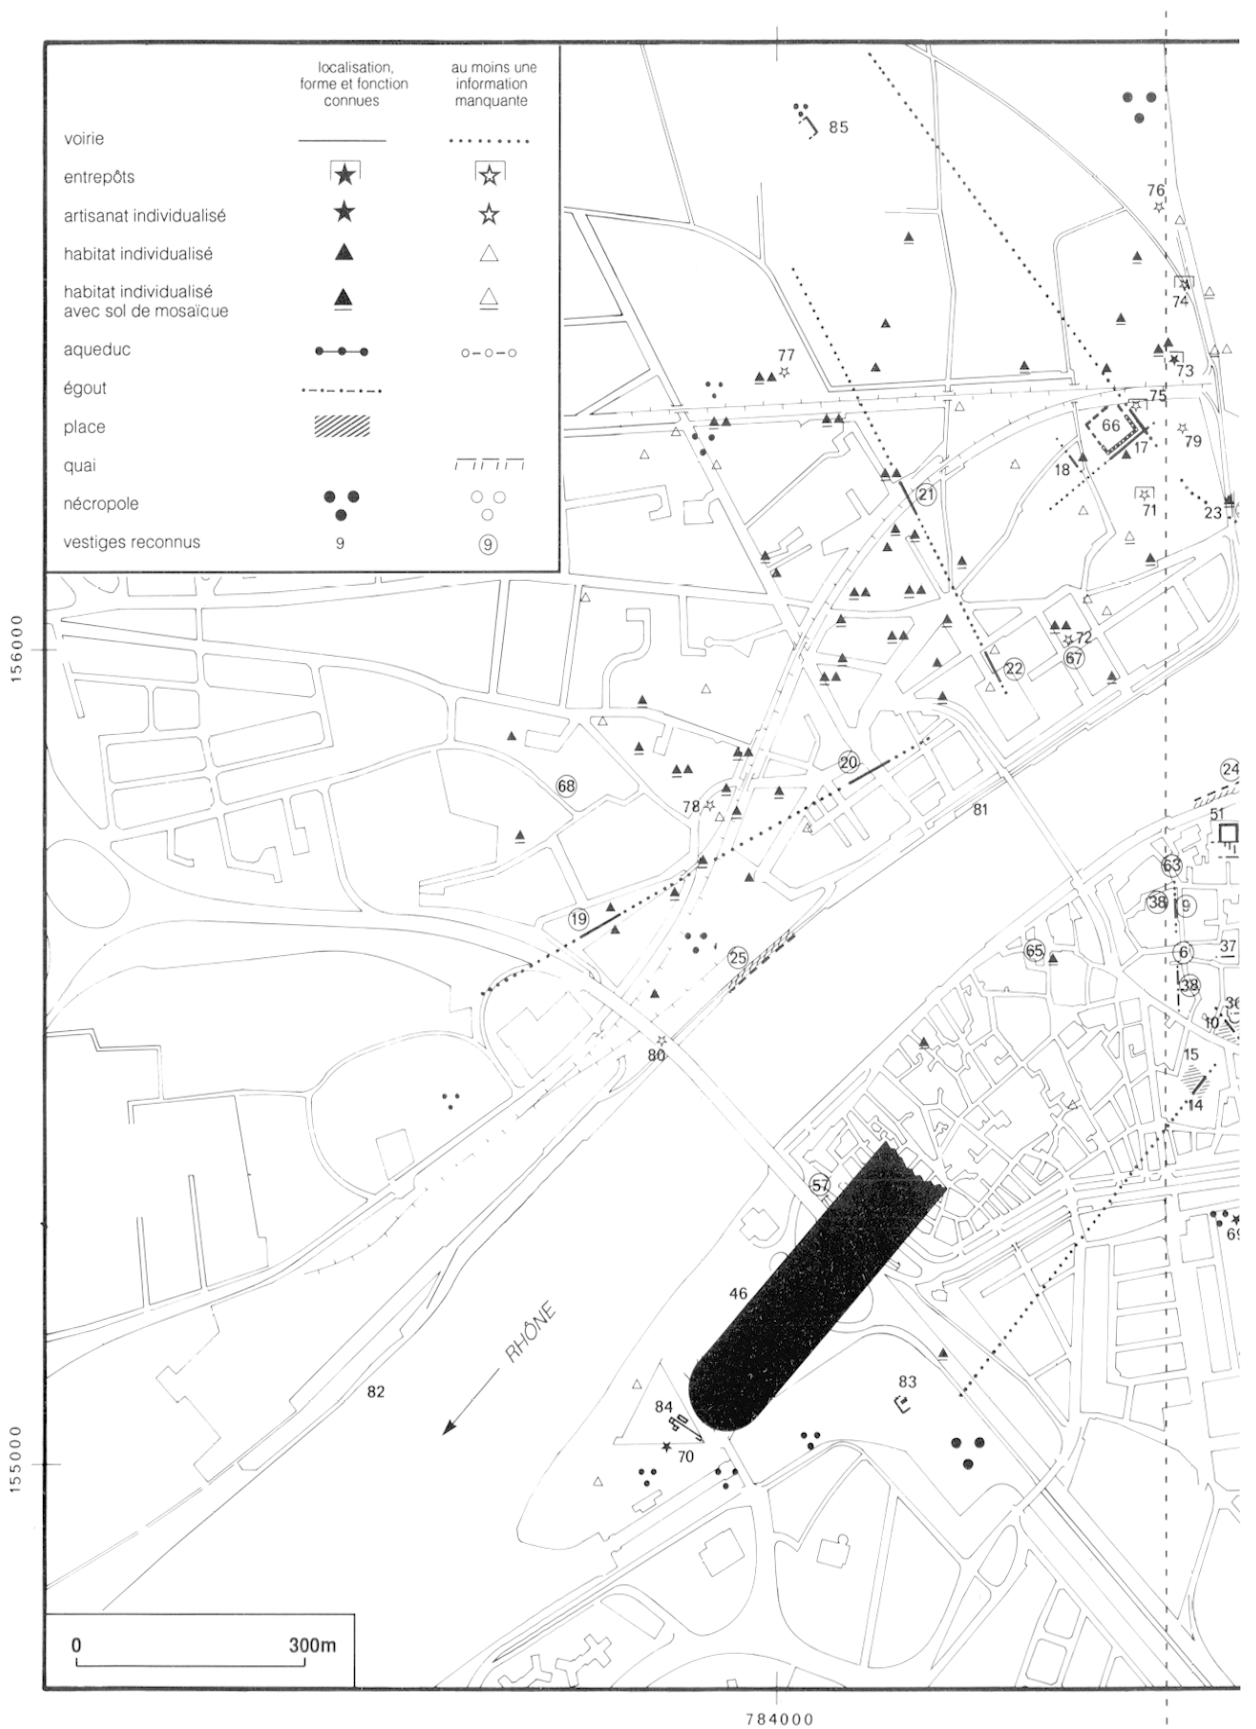 localisation,
forme et fonction
connues
au moins une
information
manquante
voirie
entrepôts
artisanat individualisé
habitat individualisé
habitat individualisé
avec sol de mosaïque
aqueduc
égout
place
quai
nécropole
vestiges reconnus 9 9
85
76
74
77
73
75
66
17
79
18
71
21
23
156000
72
67
22
20
68
78
81
24
51
63
38
9
19
65
6
37
25
38
36
10
80
15
14
57
69
46
RHÔNE
82
83
84
70
155000
0 300m
784000